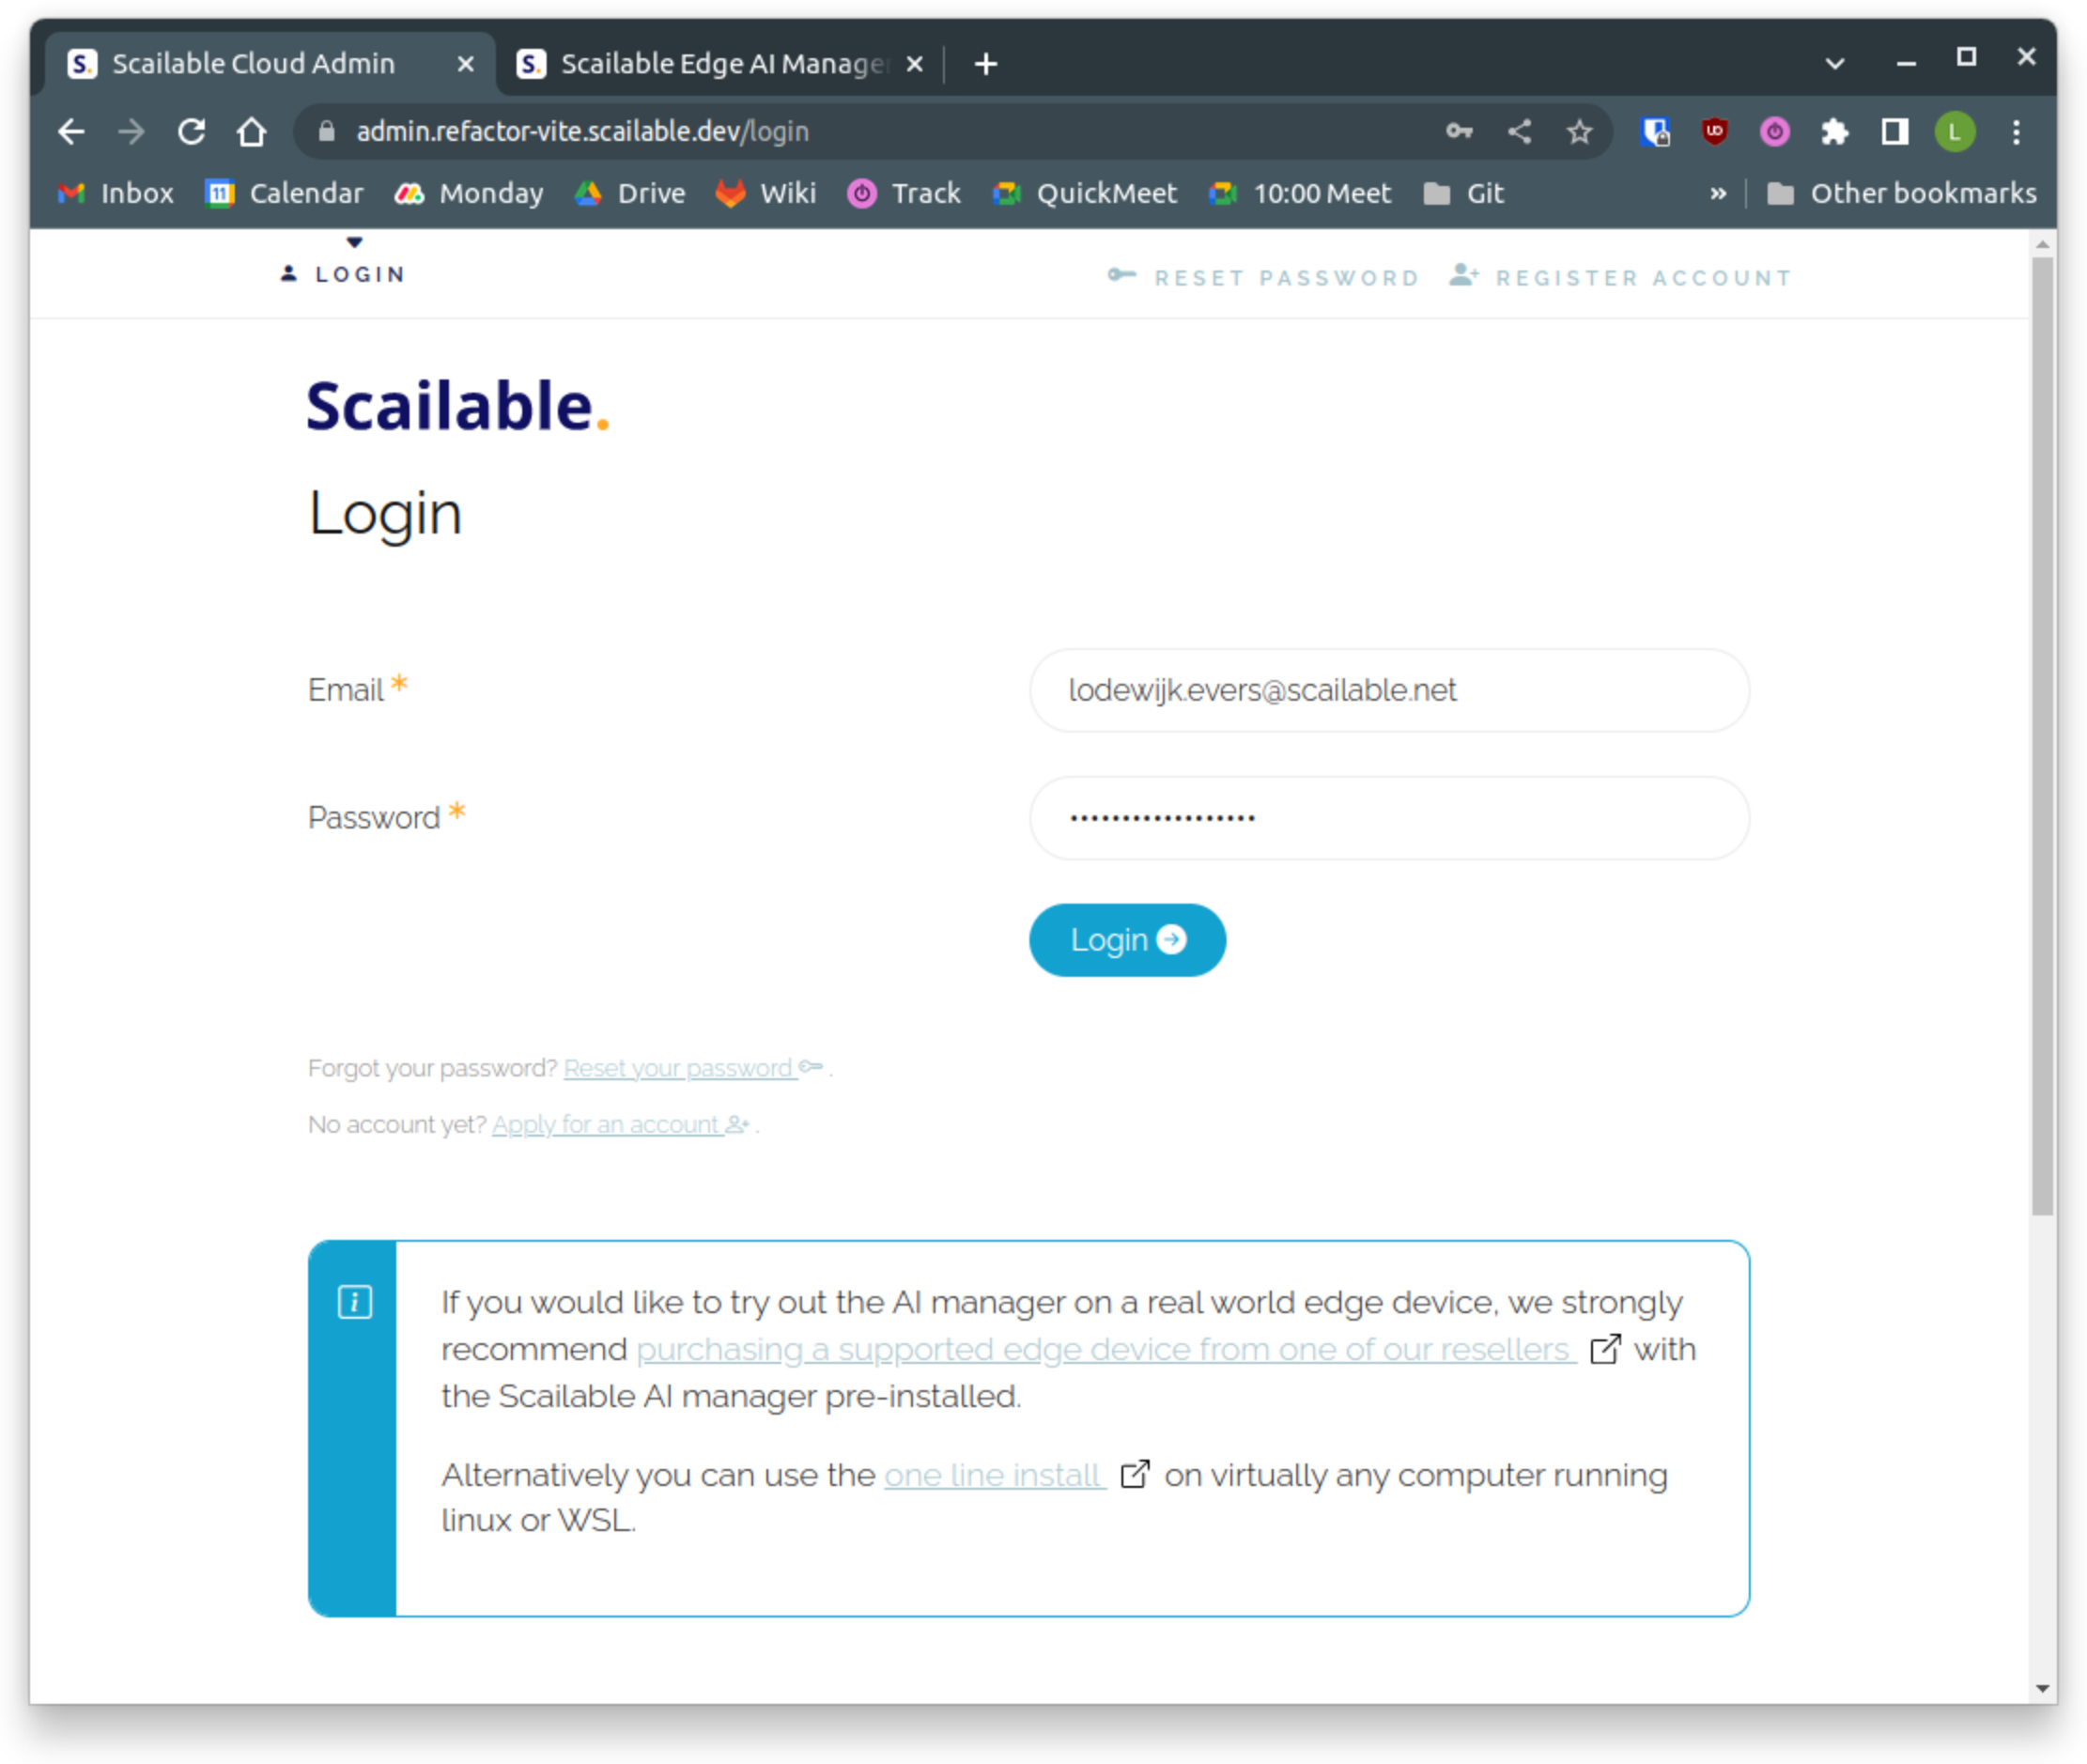 S. Scailable Cloud Admin S. Scailable Edge AI Manage
admin.refactor-vite.scailable.dev/login
L
Inbox 11 Calendar Monday Drive Wiki Track QuickMeet 10:00 Meet Git » Other bookmarks
LOGIN RESET PASSWORD REGISTER ACCOUNT
Scailable.
Login
Email * lodewijk.evers@scailable.net
Password * ••••••••••••••••••
Login
Forgot your password? Reset your password .
No account yet? Apply for an account .
i
If you would like to try out the AI manager on a real world edge device, we strongly
recommend purchasing a supported edge device from one of our resellers with
the Scailable AI manager pre-installed.
Alternatively you can use the one line install on virtually any computer running
linux or WSL.